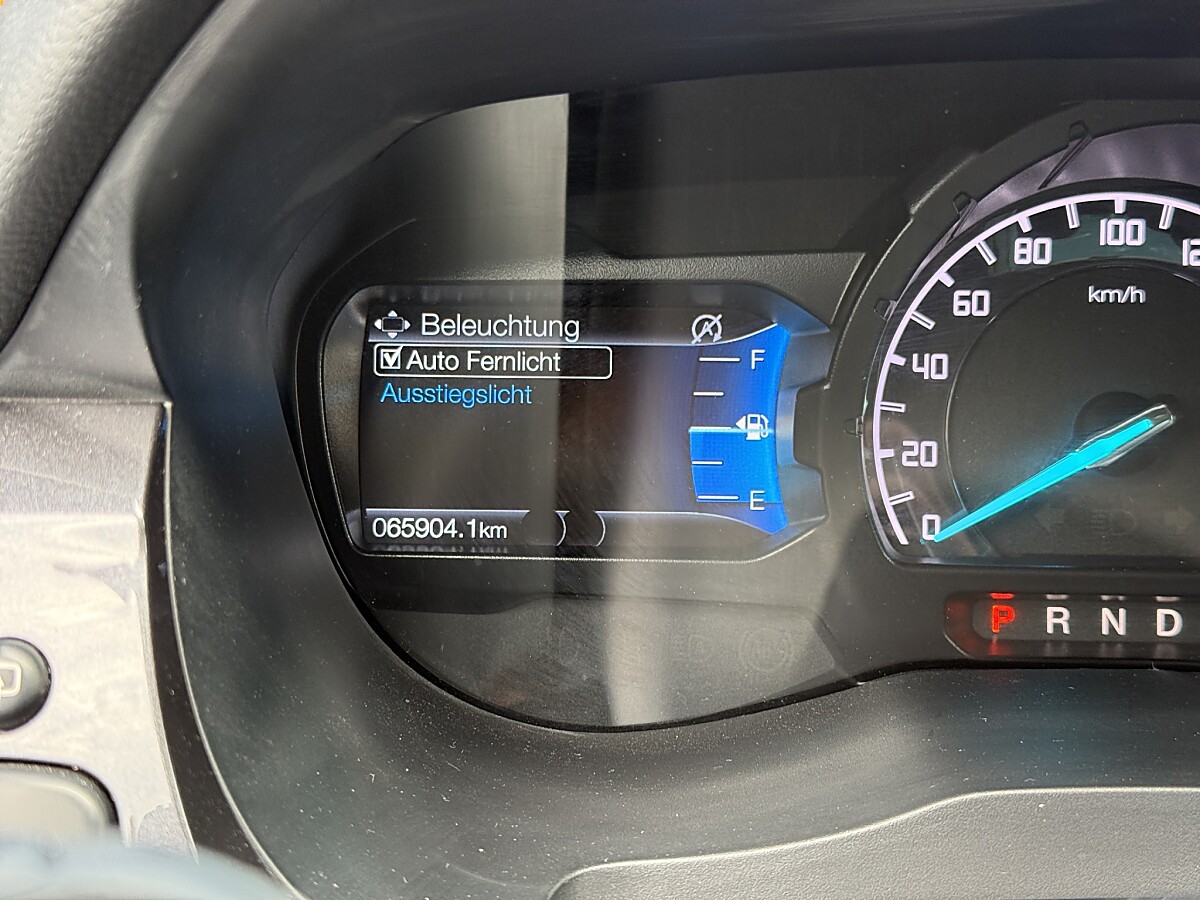 Beleuchtung
Auto Fernlicht
Ausstiegslicht
F
E
065904.1km
0
20
40
60
80
100
km/h
P R N D